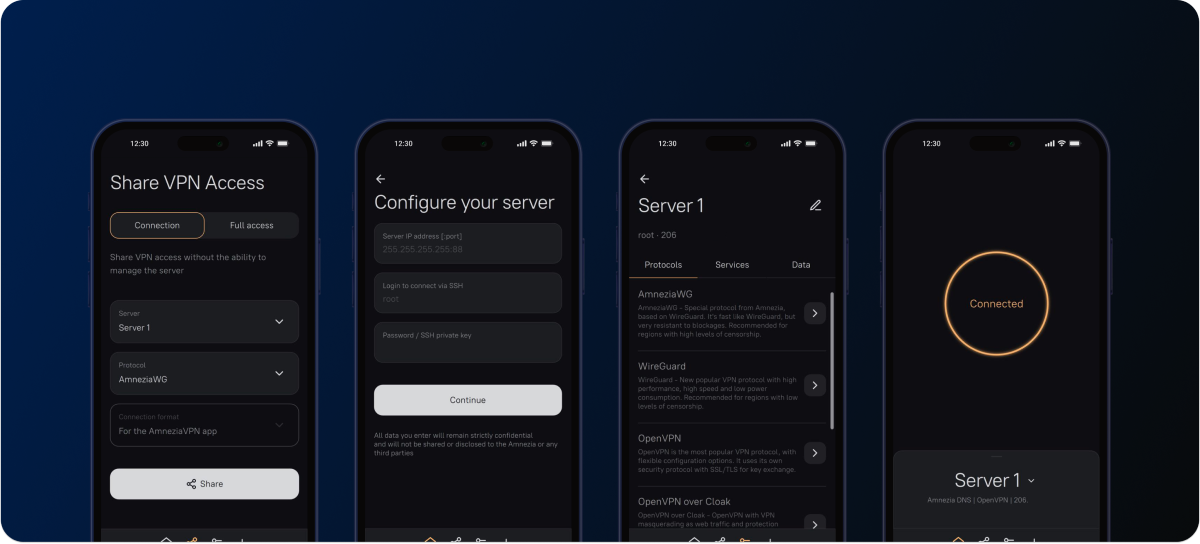 12:30
Share VPN Access
Connection
Full access
Share VPN access without the ability to
manage the server
Server
Server 1
Protocol
AmneziaWG
Connection format
For the AmneziaVPN app
Share
12:30
Configure your server
Server IP address [:port]
255.255.255.255:88
Login to connect via SSH
root
Password / SSH private key
Continue
All data you enter will remain strictly confidential
and will not be shared or disclosed to the Amnezia or any
third parties
12:30
Server 1
root - 206
Protocols
Services
Data
AmneziaWG
AmneziaWG - Special protocol from Amnezia,
based on WireGuard. It's fast like WireGuard, but
very resistant to blockages. Recommended for
regions with high levels of censorship.
WireGuard
WireGuard - New popular VPN protocol with high
performance, high speed and low power
consumption. Recommended for regions with low
levels of censorship.
OpenVPN
OpenVPN is the most popular VPN protocol, with
flexible configuration options. It uses its own
security protocol with SSL/TLS for key exchange.
OpenVPN over Cloak
OpenVPN over Cloak - OpenVPN with VPN
masquerading as web traffic and protection
12:30
Connected
Server 1
Amnezia DNS | OpenVPN | 206.